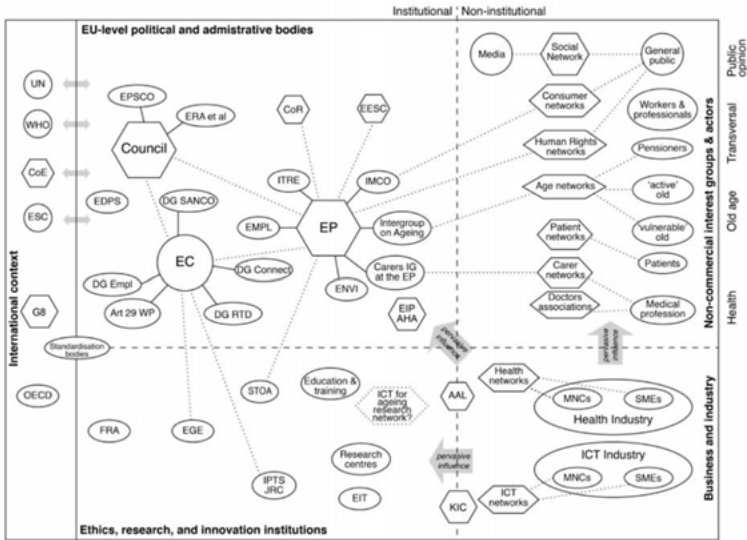 Institutional
Non-institutional
EU-level political and admistrative bodies
Media
Social
Network
General
public
Public
opinion
UN
EPSCO
ERA et al
CoR
EESC
Consumer
networks
Workers &
professionals
WHO
Council
Human Rights
networks
Pensioners
Transversal
CoE
ITRE
IMCO
Age networks
'active' old
ESC
EDPS
DG SANCO
EMPL
EP
Intergroup
on Ageing
Patient
networks
'vulnerable'
old
Old age
EC
DG Connect
Carers IG
at the EP
Carer
networks
Patients
DG Empl
ENVI
Doctors
associations
Medical
profession
Health
G8
Art 29 WP
DG RTD
EIP
AHA
International context
Non-commercial interest groups & actors
Standardisation
bodies
pervasive
influence
pervasive
influence
OECD
STOA
Education &
training
ICT for
ageing
research
network?
AAL
Health
networks
MNCs
SMEs
Health Industry
FRA
EGE
Research
centres
pervasive
influence
ICT Industry
MNCs
SMEs
IPTS
JRC
EIT
KIC
ICT
networks
Business and industry
Ethics, research, and innovation institutions